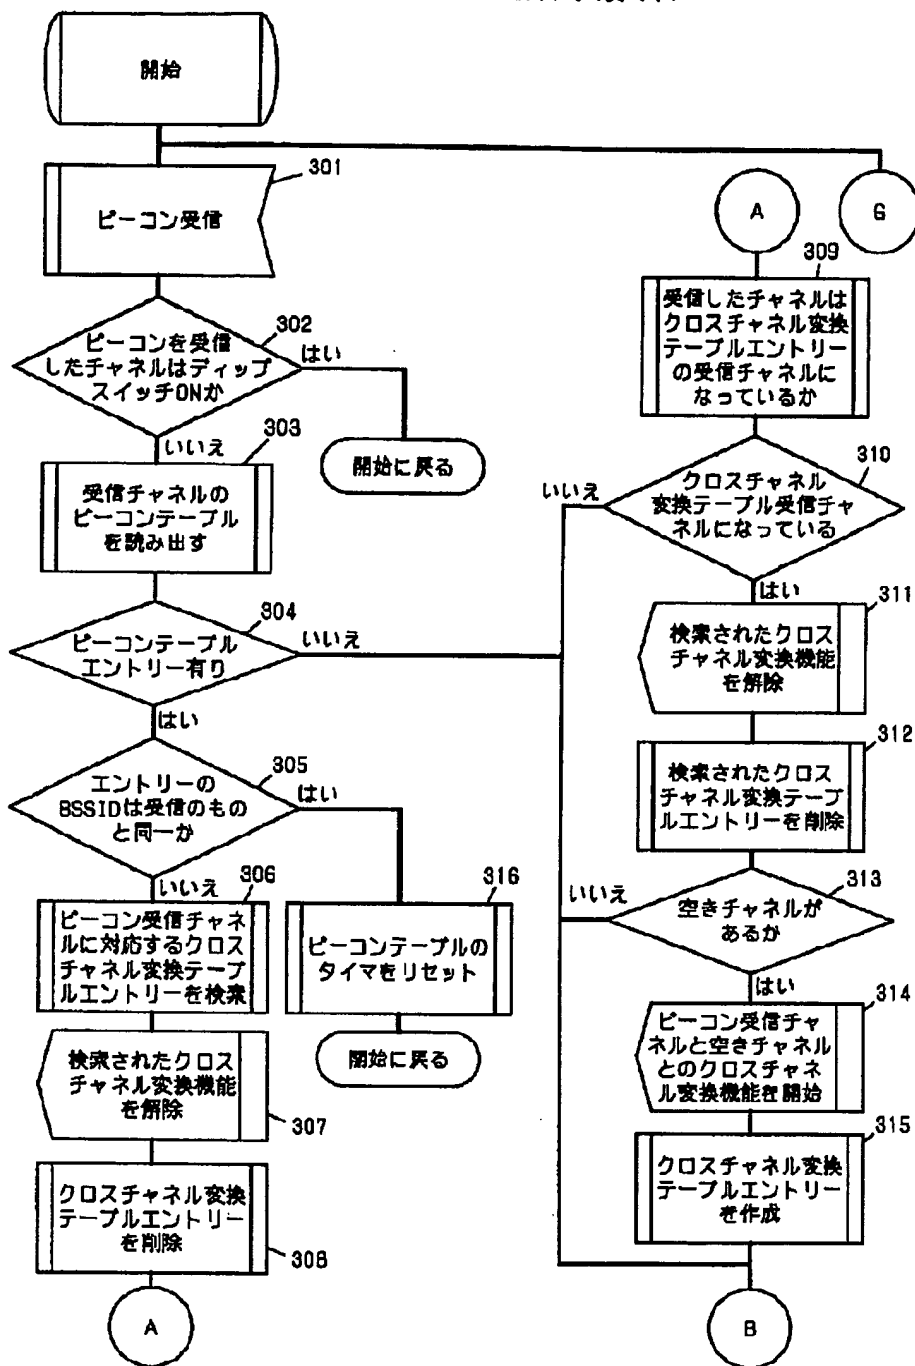 開始
301
ビーコン受信
302
ビーコンを受信
したチャネルはディップ
スイッチONか
はい
開始に戻る
いいえ
303
受信チャネルの
ビーコンテーブル
を読み出す
304
ビーコンテーブル
エントリー有り
いいえ
はい
305
エントリーの
BSSIDは受信のもの
と同一か
はい
いいえ
306
ビーコン受信チャネ
ルに対応するクロス
チャネル変換テーブ
ルエントリーを検索
316
ビーコンテーブルの
タイマをリセット
開始に戻る
検索されたクロス
チャネル変換機能
を解除
307
クロスチャネル変換
テーブルエントリー
を削除
308
A
A
G
309
受信したチャネルは
クロスチャネル変換
テーブルエントリー
の受信チャネルに
なっているか
310
いいえ
クロスチャネル
変換テーブル受信チャ
ネルになっている
はい
311
検索されたクロス
チャネル変換機能
を解除
312
検索されたクロス
チャネル変換テーブ
ルエントリーを削除
313
いいえ
空きチャネルが
あるか
はい
314
ビーコン受信チャ
ネルと空きチャネル
とのクロスチャネ
ル変換機能を開始
315
クロスチャネル変換
テーブルエントリー
を作成
B